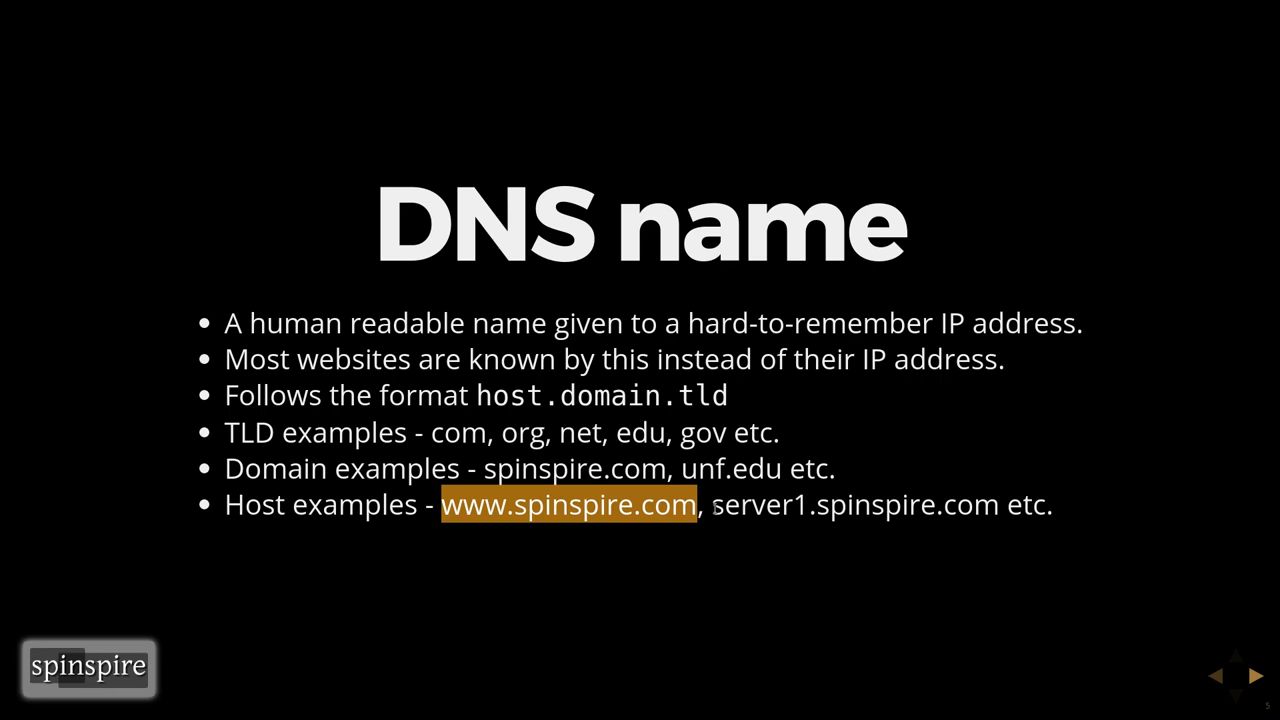 DNS name
• A human readable name given to a hard-to-remember IP address.
• Most websites are known by this instead of their IP address.
• Follows the format host.domain.tld
• TLD examples - com, org, net, edu, gov etc.
• Domain examples - spinspire.com, unf.edu etc.
• Host examples - www.spinspire.com, server1.spinspire.com etc.
spinspire
5